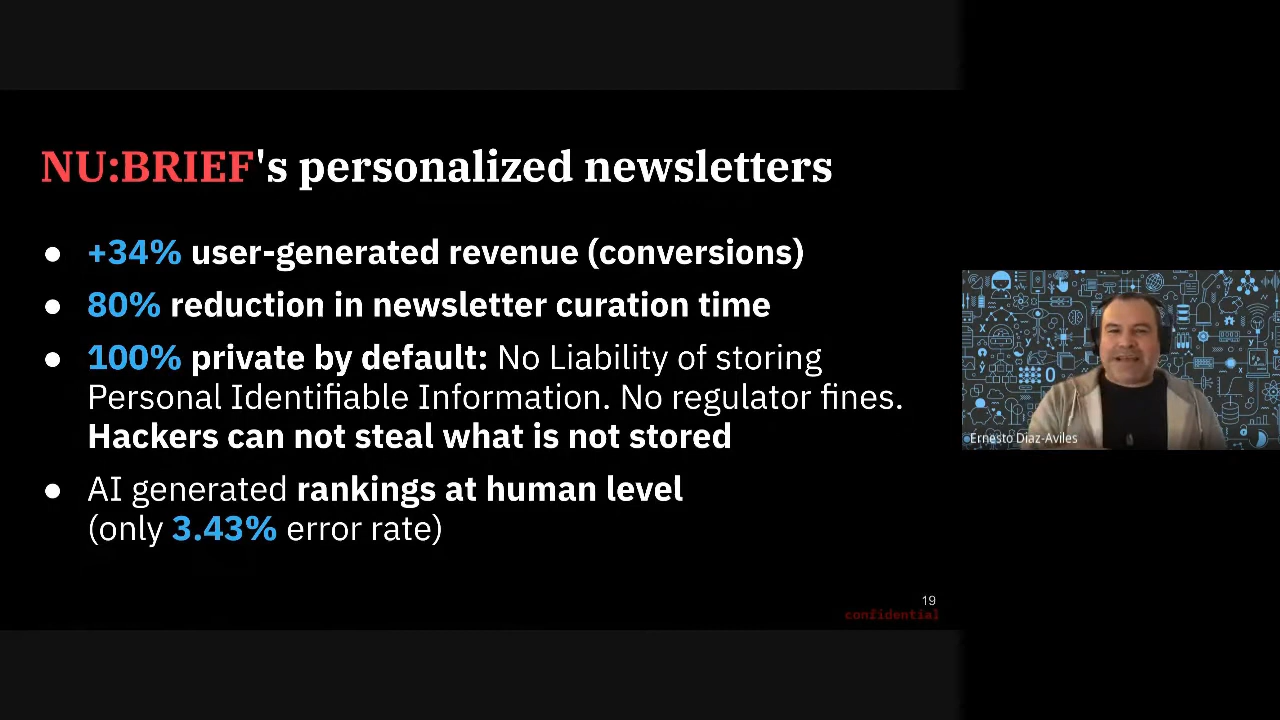 NU:BRIEF's personalized newsletters
● +34% user-generated revenue (conversions)
● 80% reduction in newsletter curation time
● 100% private by default: No Liability of storing
Personal Identifiable Information. No regulator fines.
Hackers can not steal what is not stored
● AI generated rankings at human level
(only 3.43% error rate)
19
confidential
Ernesto Diaz-Aviles